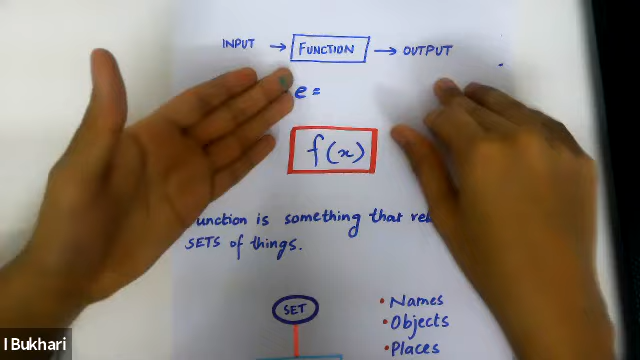 INPUT → FUNCTION → OUTPUT
e =
f(x)
unction is something that rel
SETS of things.
SET
• Names
• Objects
• Places
I Bukhari